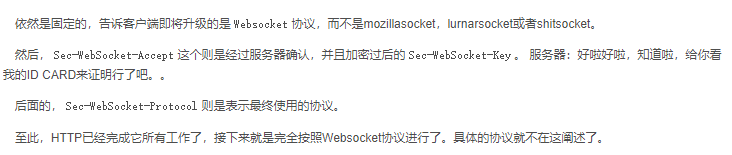 依然是固定的，告诉客户端即将升级的是 Websocket 协议，而不是mozillasocket，lurnarsocket或者shitsocket。
然后， Sec-WebSocket-Accept 这个则是经过服务器确认，并且加密过后的 Sec-WebSocket-Key 。 服务器：好啦好啦，知道啦，给你看
我的ID CARD来证明行了吧。。
后面的， Sec-WebSocket-Protocol 则是表示最终使用的协议。
至此，HTTP已经完成它所有工作了，接下来就是完全按照Websocket协议进行了。具体的协议就不在这阐述了。